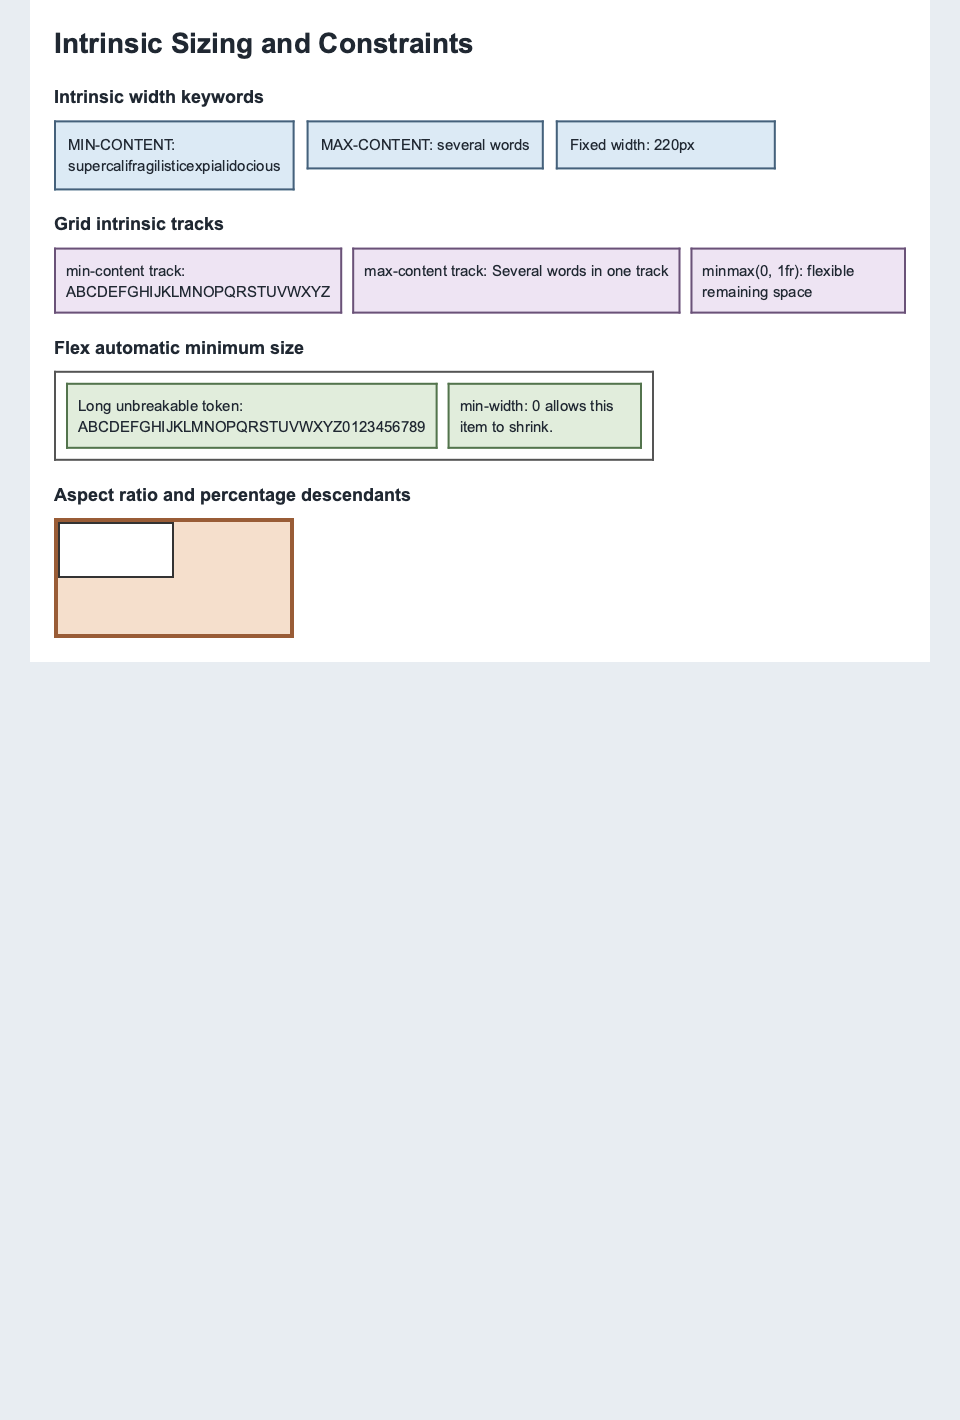 Intrinsic Sizing and Constraints
Intrinsic width keywords
MIN-CONTENT:
supercalifragilisticexpialidocious
MAX-CONTENT: several words
Fixed width: 220px
Grid intrinsic tracks
min-content track:
ABCDEFGHIJKLMNOPQRSTUVWXYZ
max-content track: Several words in one track
minmax(0, 1fr): flexible
remaining space
Flex automatic minimum size
Long unbreakable token:
ABCDEFGHIJKLMNOPQRSTUVWXYZ0123456789
min-width: 0 allows this
item to shrink.
Aspect ratio and percentage descendants